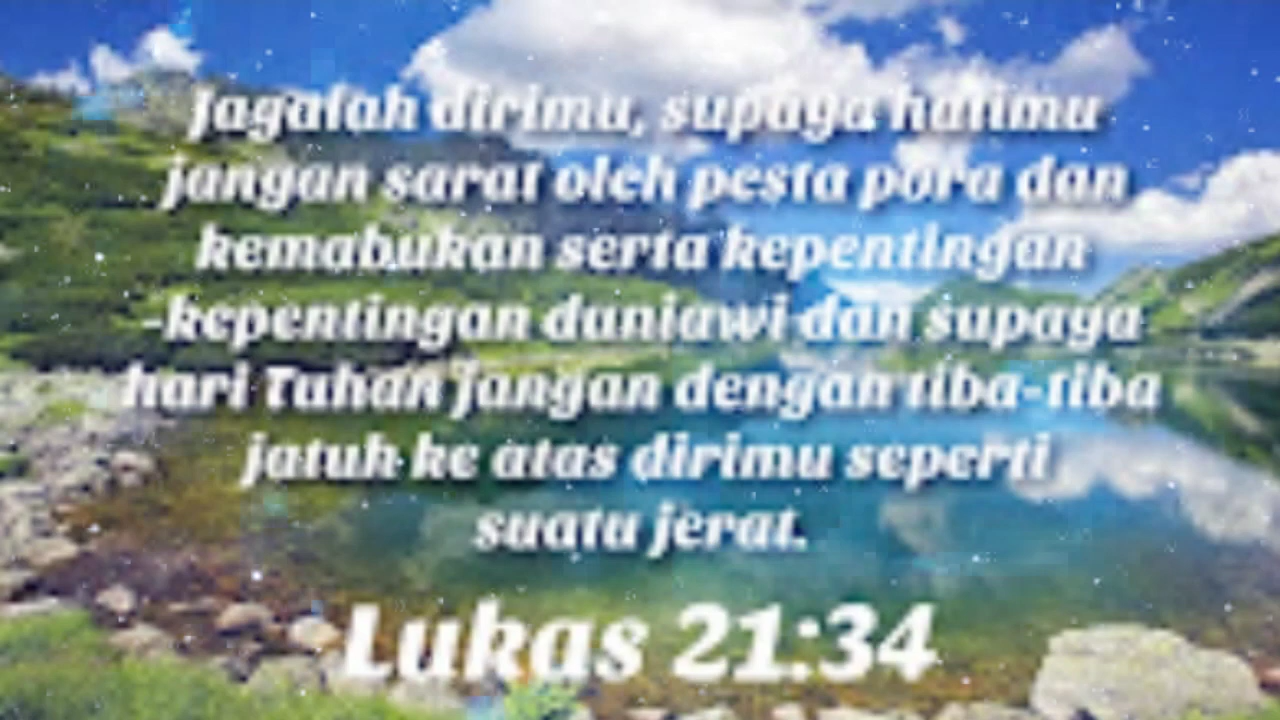 Jagalah dirimu, supaya hatimu
jangan sarat oleh pesta pora dan
kemabukan serta kepentingan
-kepentingan duniawi dan supaya
hari Tuhan jangan dengan tiba-tiba
jatuh ke atas dirimu seperti
suatu jerat.
Lukas 21:34